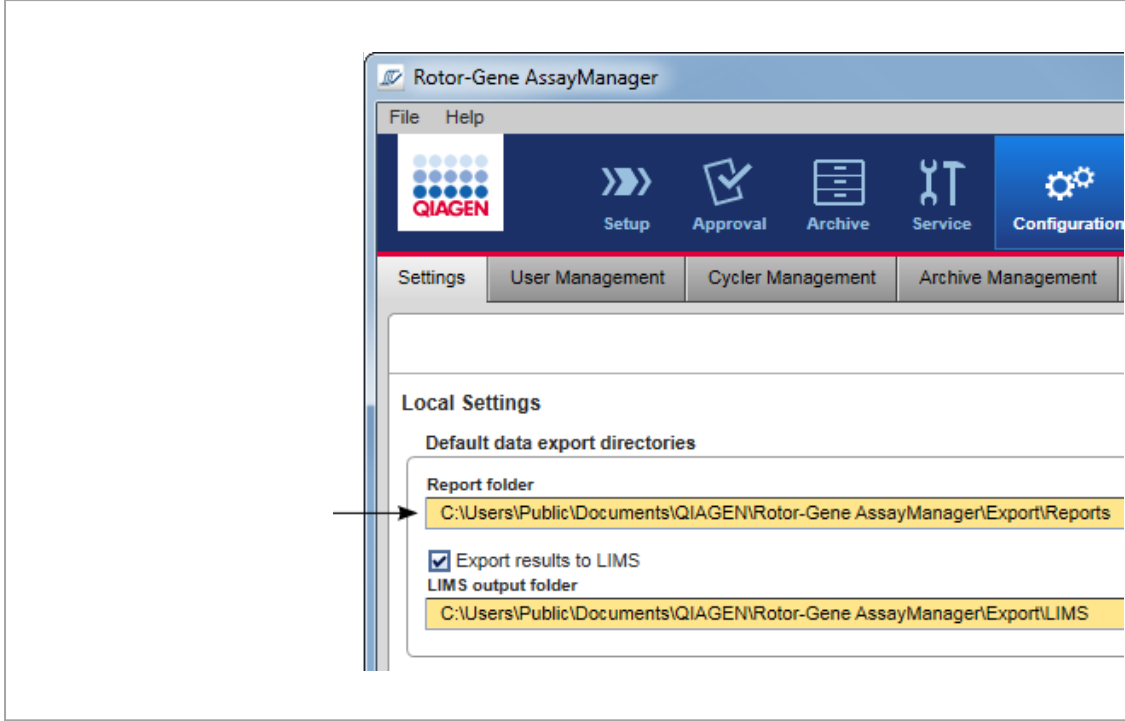 Rotor-Gene AssayManager
File Help
QIAGEN
Setup Approval Archive Service Configuration
Settings User Management Cycler Management Archive Management
Local Settings
Default data export directories
Report folder
C:\Users\Public\Documents\QIAGEN\Rotor-Gene AssayManager\Export\Reports
Export results to LIMS
LIMS output folder
C:\Users\Public\Documents\QIAGEN\Rotor-Gene AssayManager\Export\LIMS